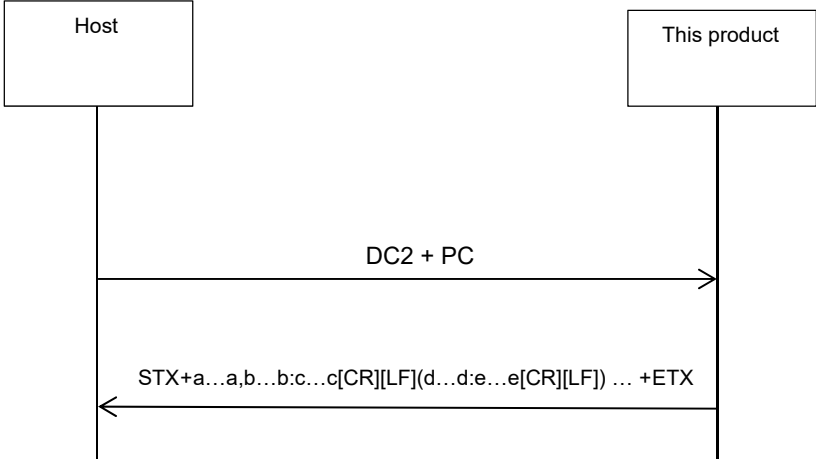 Host
This product
DC2 + PC
STX+a…a,b…b:c…c[CR][LF](d…d:e…e[CR][LF]) … +ETX